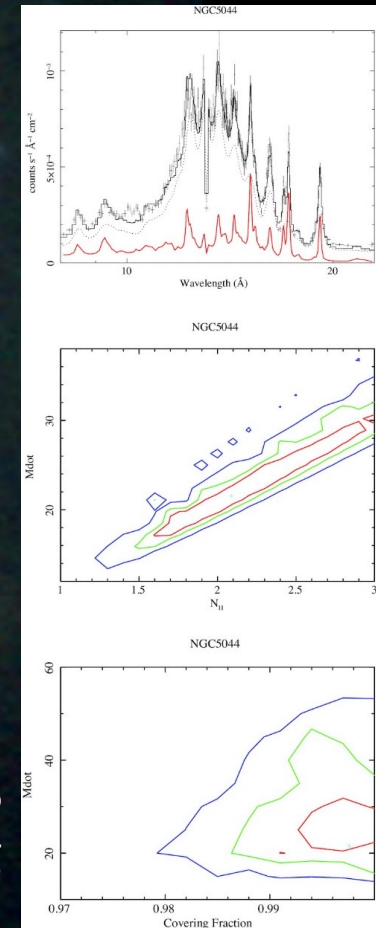 NGC5044
counts s⁻¹ Å⁻¹ cm⁻²
10⁻³
5×10⁻⁴
0
10
20
Wavelength (Å)
NGC5044
Mdot
30
20
1
1.5
2
2.5
3
N_H
NGC5044
Mdot
60
40
20
0.97
0.98
0.99
Covering Fraction